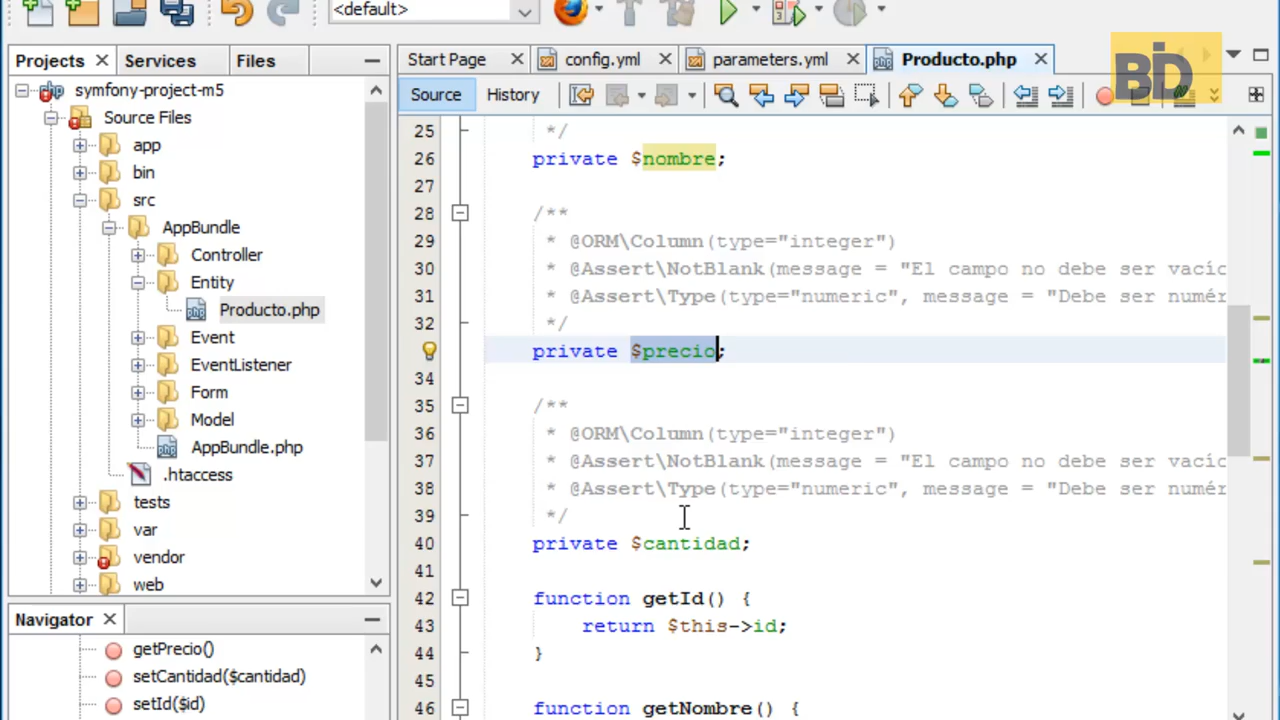 <default>
Projects
Services
Files
symfony-project-m5
Source Files
app
bin
src
AppBundle
Controller
Entity
Producto.php
Event
EventListener
Form
Model
AppBundle.php
.htaccess
tests
var
vendor
web
Navigator
getPrecio()
setCantidad($cantidad)
setId($id)
Start Page
config.yml
parameters.yml
Producto.php
BD
Source
History
25 */
26 private $nombre;
27
28 /**
29 * @ORM\Column(type="integer")
30 * @Assert\NotBlank(message = "El campo no debe ser vacío
31 * @Assert\Type(type="numeric", message = "Debe ser numér
32 */
private $precio;
34
35 /**
36 * @ORM\Column(type="integer")
37 * @Assert\NotBlank(message = "El campo no debe ser vacío
38 * @Assert\Type(type="numeric", message = "Debe ser numér
39 */
40 private $cantidad;
41
42 function getId() {
43 return $this->id;
44 }
45
46 function getNombre() {